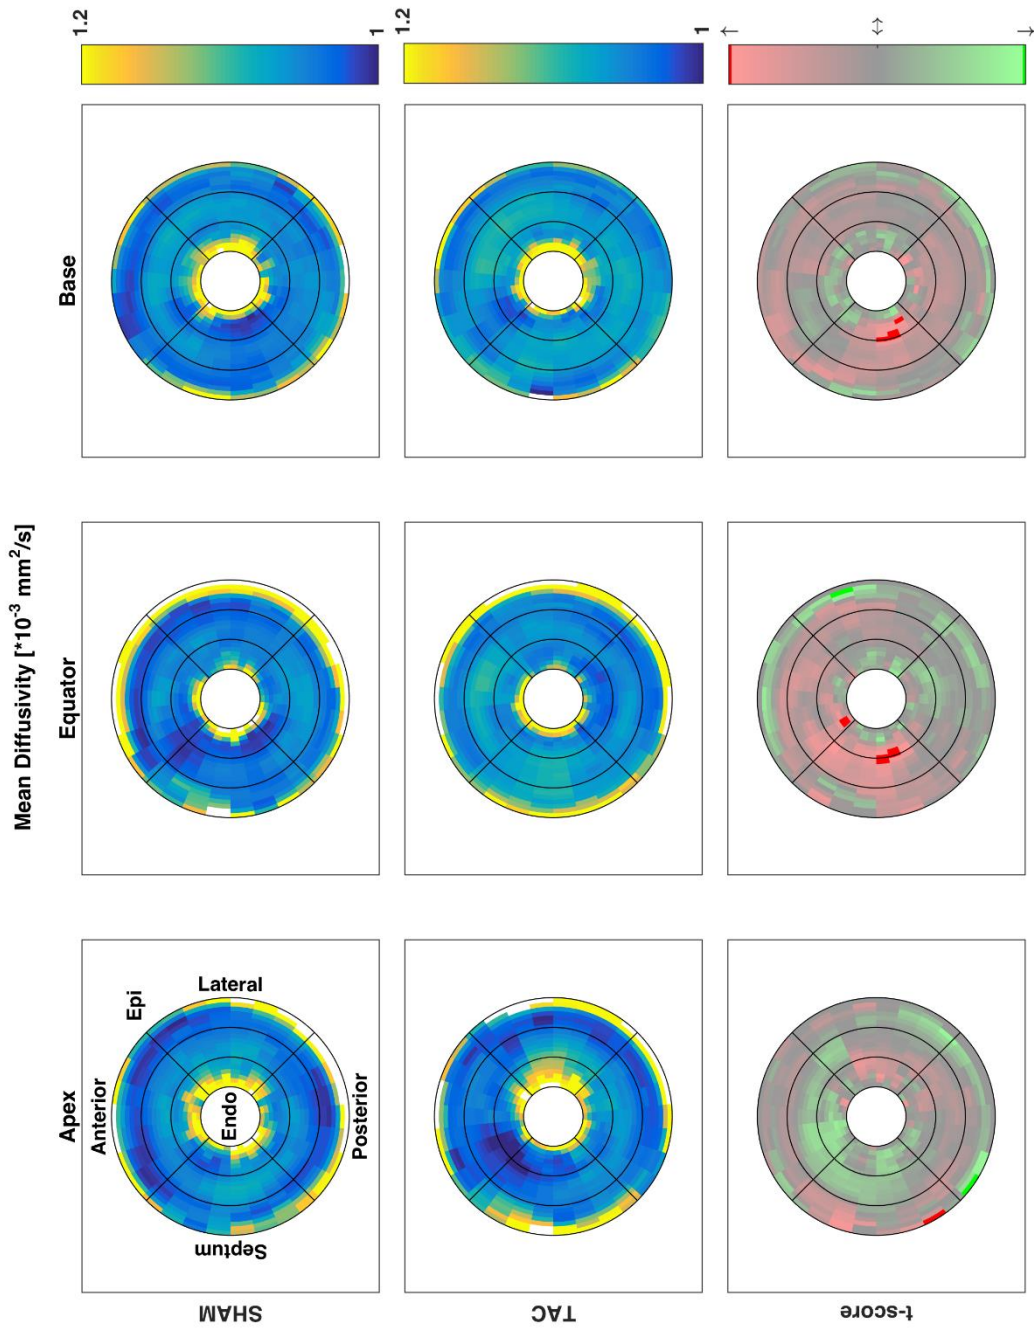 Mean Diffusivity [*10⁻³ mm²/s]
Apex
Equator
Base
SHAM
Anterior
Epi
Lateral
Endo
Septum
Posterior
1.2
1
TAC
1.2
1
t-score
↑
↔
↓